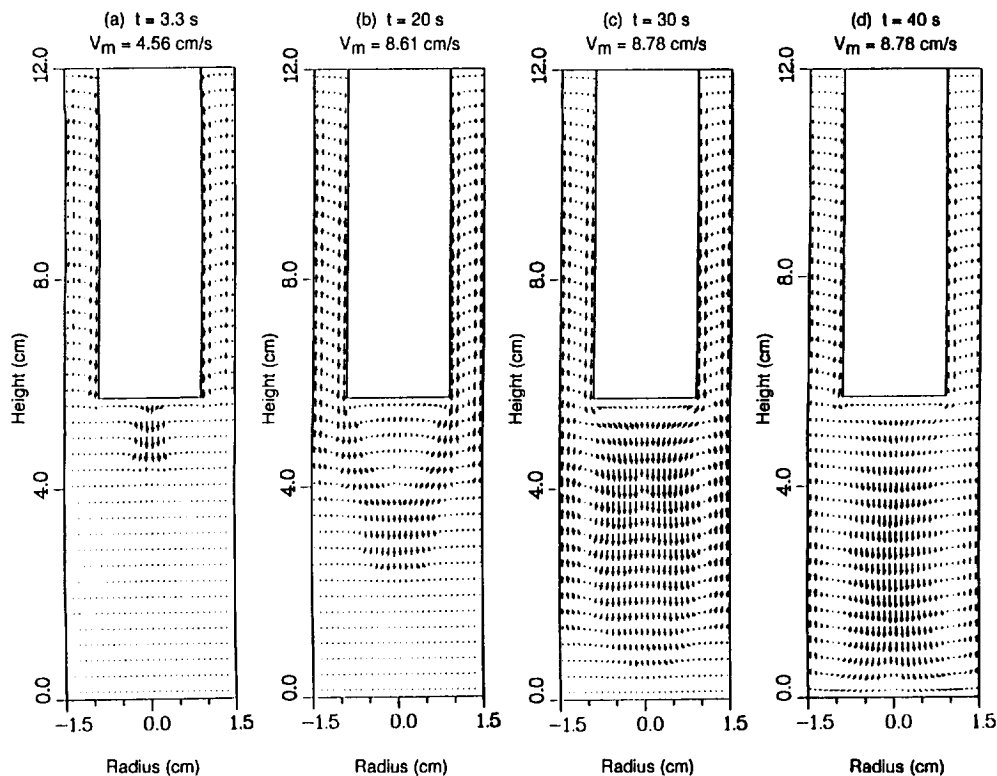 (a) t = 3.3 s
V_m = 4.56 cm/s
(b) t = 20 s
V_m = 8.61 cm/s
(c) t = 30 s
V_m = 8.78 cm/s
(d) t = 40 s
V_m = 8.78 cm/s
12.0
8.0
4.0
0.0
Height (cm)
−1.5 0.0 1.5
Radius (cm)
12.0
8.0
4.0
0.0
Height (cm)
−1.5 0.0 1.5
Radius (cm)
12.0
8.0
4.0
0.0
Height (cm)
−1.5 0.0 1.5
Radius (cm)
12.0
8.0
4.0
0.0
Height (cm)
−1.5 0.0 1.5
Radius (cm)